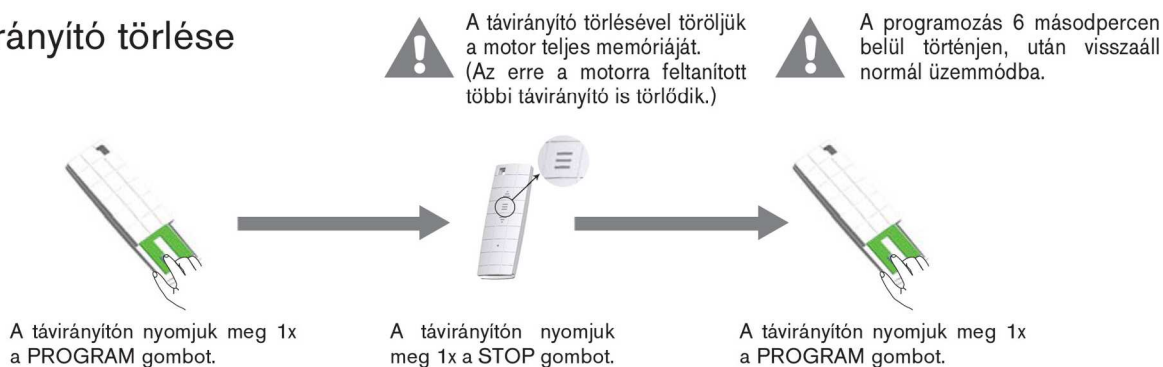 rányító törlése
A távirányító törlésével töröljük
a motor teljes memóriáját.
(Az erre a motorra feltanított
többi távirányító is törlődik.)
A programozás 6 másodpercen
belül történjen, után visszaáll
normál üzemmódba.
A távirányítón nyomjuk meg 1x
a PROGRAM gombot.
A távirányítón nyomjuk
meg 1x a STOP gombot.
A távirányítón nyomjuk meg 1x
a PROGRAM gombot.